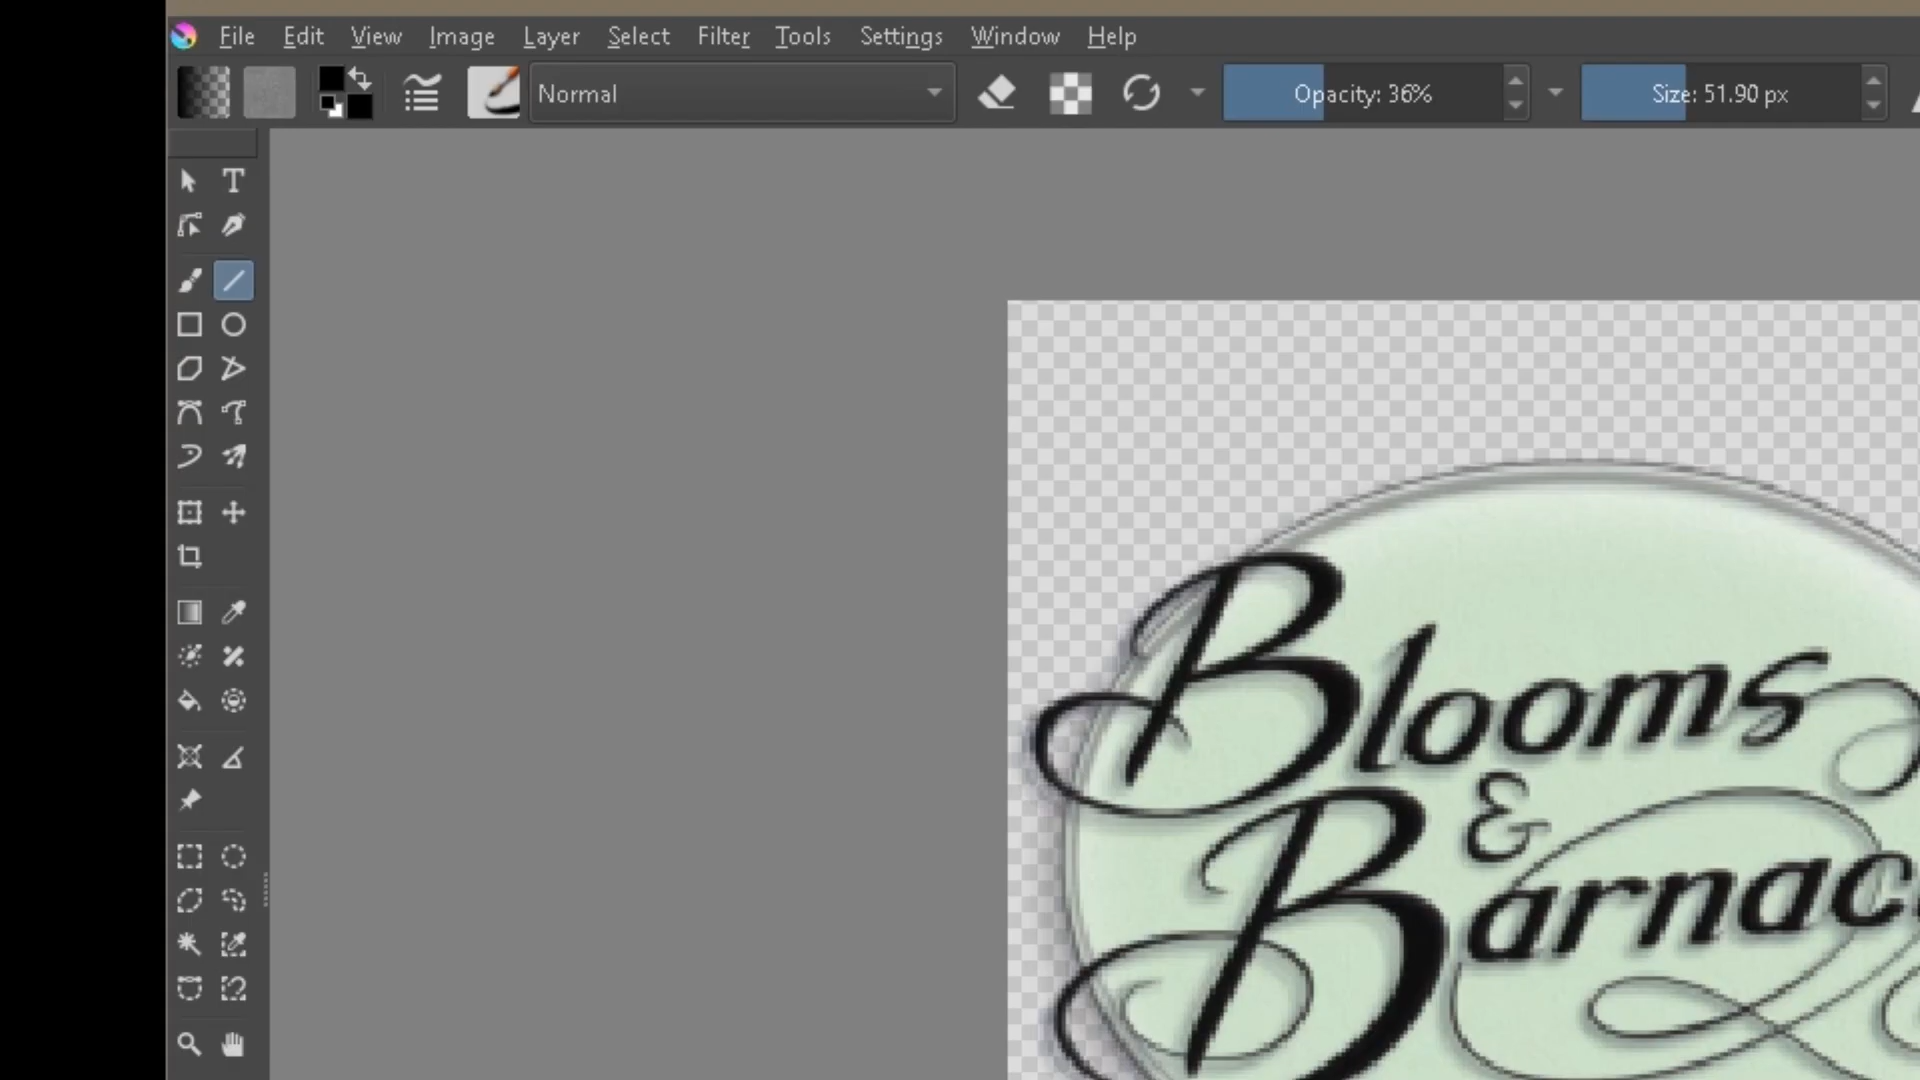 File Edit View Image Layer Select Filter Tools Settings Window Help
Normal Opacity: 36% Size: 51.90 px
Blooms
&
Barnac